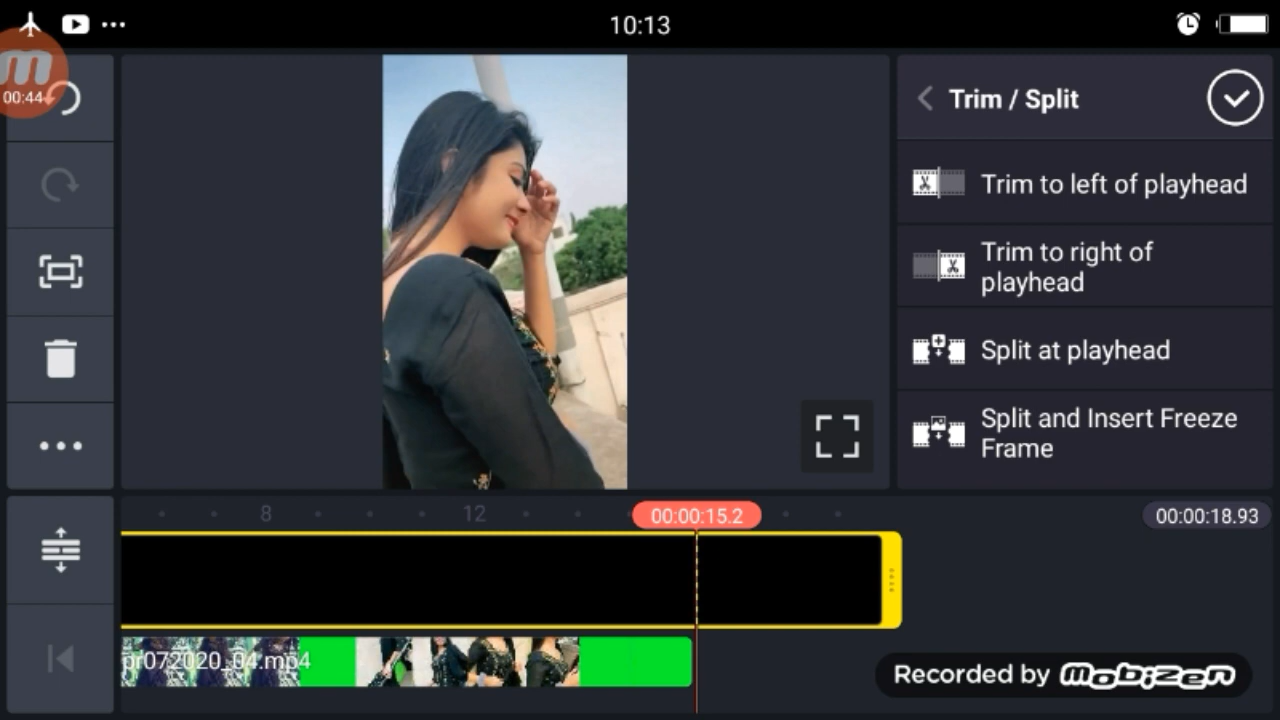 10:13
m
00:44
Trim / Split
Trim to left of playhead
Trim to right of
playhead
Split at playhead
Split and Insert Freeze
Frame
8
12
00:00:15.2
00:00:18.93
pr072020_04.mp4
Recorded by mobizen